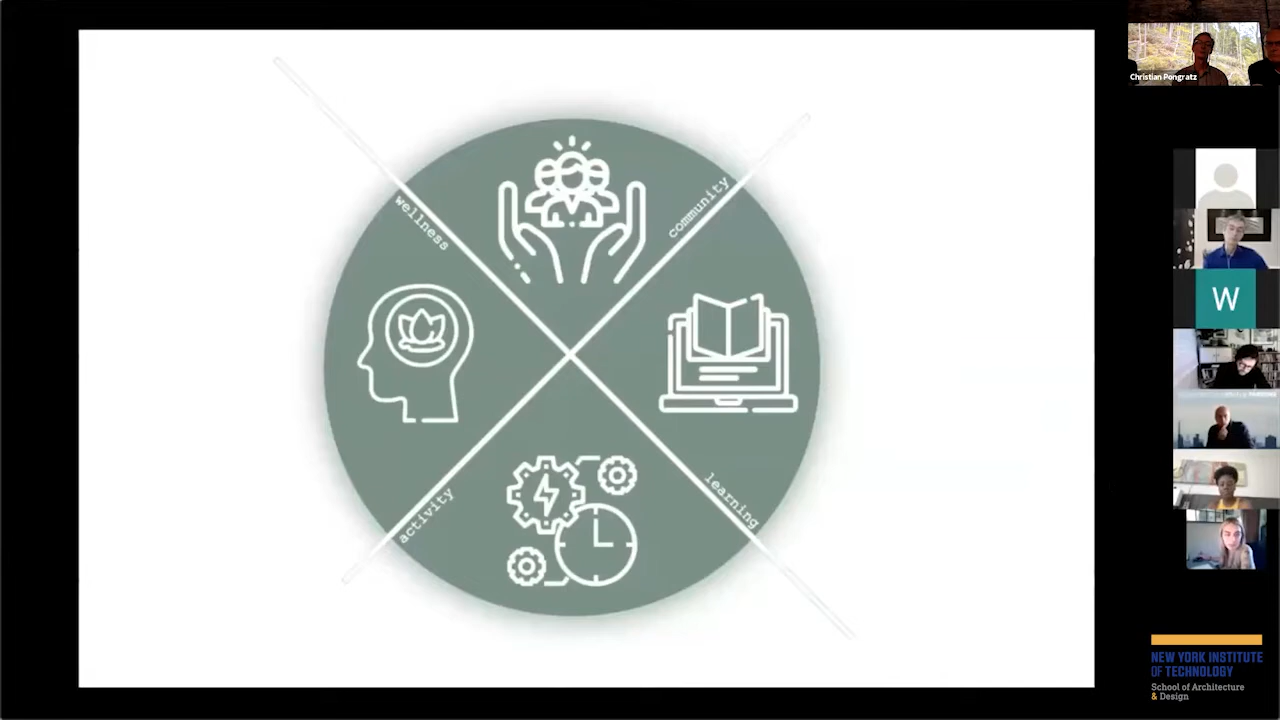 Christian Pongratz
wellness
community
activity
learning
W
NEW YORK INSTITUTE
OF TECHNOLOGY
School of Architecture
& Design